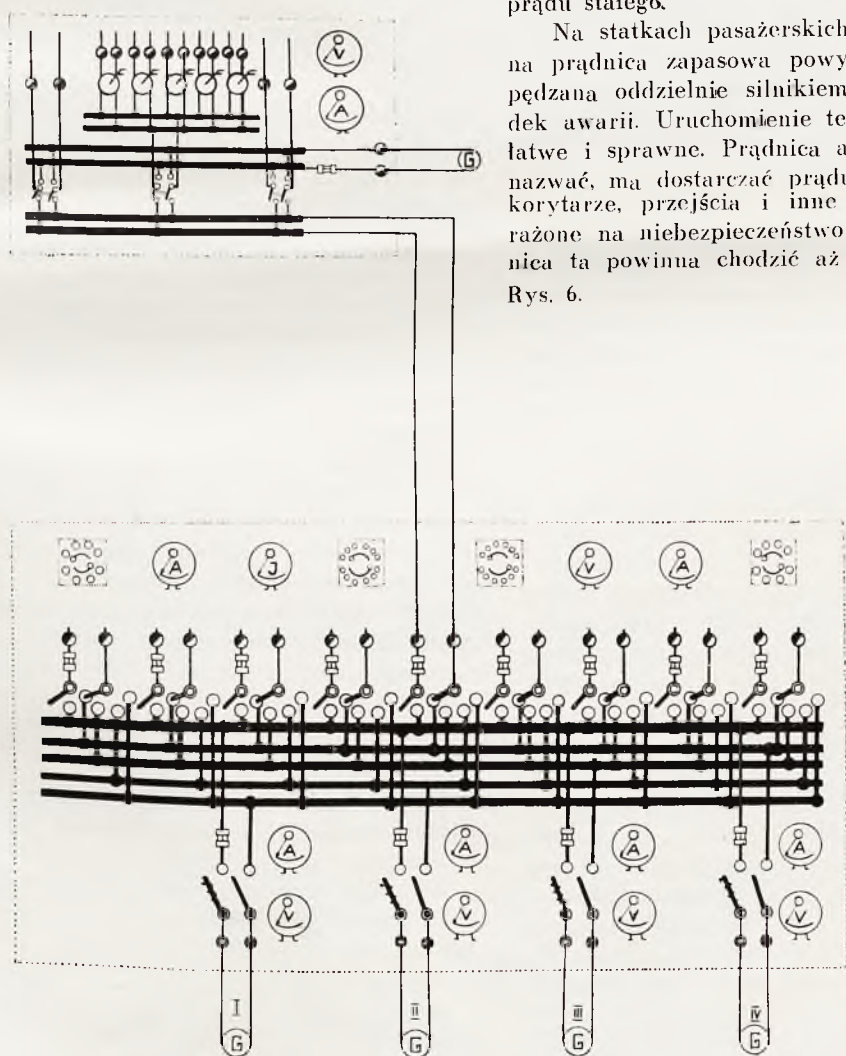 prądu stałego.
Na statkach pasażerskich
na prądnica zapasowa powy
pędzana oddzielnie silnikiem
dek awarii. Uruchomienie te
łatwe i sprawne. Prądnica a
nazwać, ma dostarczać prądu
korytarze, przejścia i inne
rażone na niebezpieczeństwo
nica ta powinna chodzić aż
Rys. 6.
V
A
G
A
J
V
A
A
A
A
A
V
V
V
V
I
II
III
IV
G
G
G
G